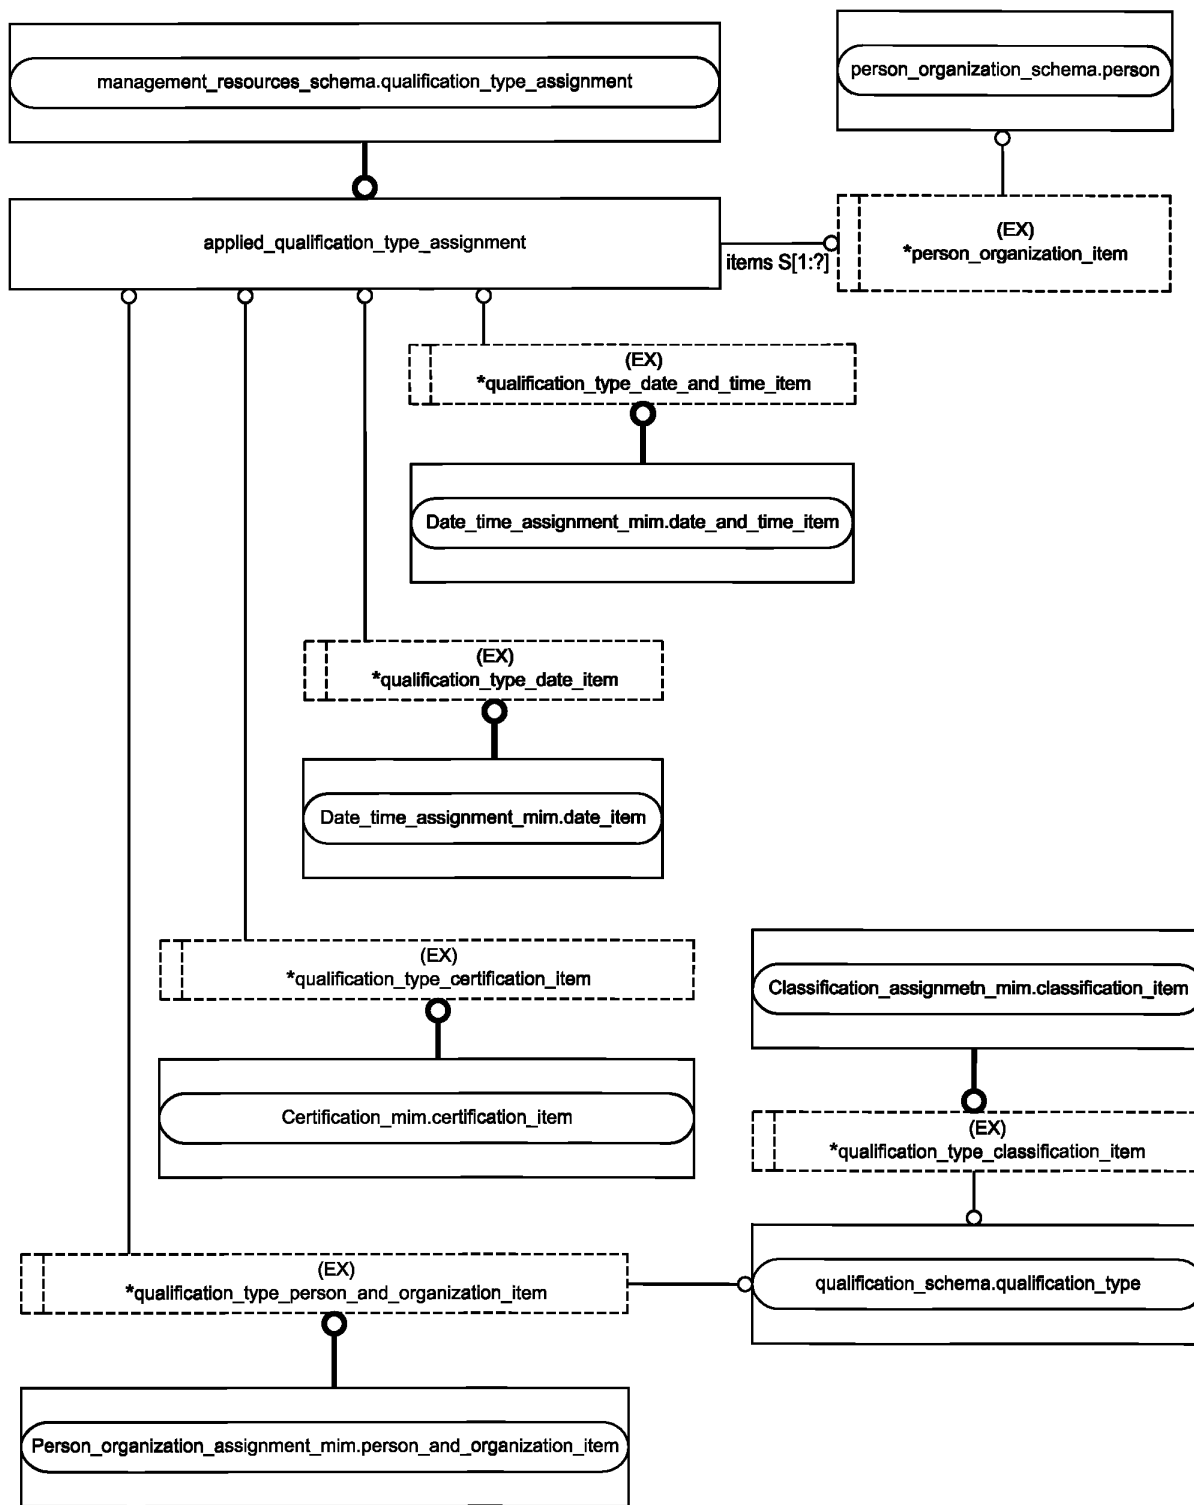 management_resources_schema.qualification_type_assignment
person_organization_schema.person
applied_qualification_type_assignment
items S[1:?]
(EX)
*person_organization_item
(EX)
*qualification_type_date_and_time_item
Date_time_assignment_mim.date_and_time_item
(EX)
*qualification_type_date_item
Date_time_assignment_mim.date_item
(EX)
*qualification_type_certification_item
Classification_assignmetn_mim.classification_item
Certification_mim.certification_item
(EX)
*qualification_type_classification_item
(EX)
*qualification_type_person_and_organization_item
qualification_schema.qualification_type
Person_organization_assignment_mim.person_and_organization_item